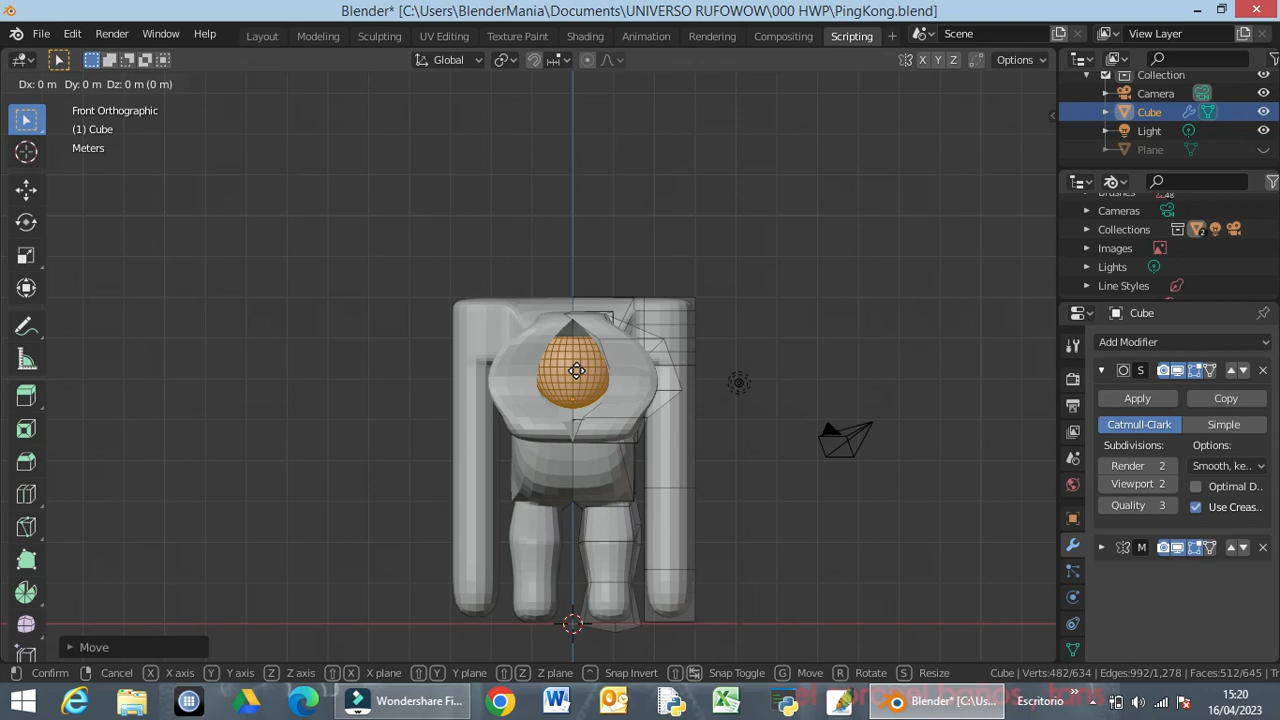 Blender* [C:\Users\BlenderMania\Documents\UNIVERSO RUFOWOW\000 HWP\PingKong.blend]
File Edit Render Window Help Layout Modeling Sculpting UV Editing Texture Paint Shading Animation Rendering Compositing Scripting + Scene View Layer
Global X Y Z Options
Dx: 0 m Dy: 0 m Dz: 0 m (0 m)
Front Orthographic
(1) Cube
Meters
Collection
Camera
Cube
Light
Plane
Cameras
Collections 2
Images
Lights
Line Styles
Cube
Add Modifier
S
Apply Copy
Catmull-Clark Simple
Subdivisions: Options:
Render 2 Smooth, ke..
Viewport 2 Optimal D..
Quality 3 Use Creas..
M
Move
Confirm Cancel X X axis Y Y axis Z Z axis X X plane Y Y plane Z Z plane Snap Invert Snap Toggle G Move R Rotate S Resize Cube | Verts:482/634 | Edges:992/1,278 | Faces:512/645 | Tr
Wondershare Fi... Blender* [C:\Us... Escritorio 15:20
16/04/2023